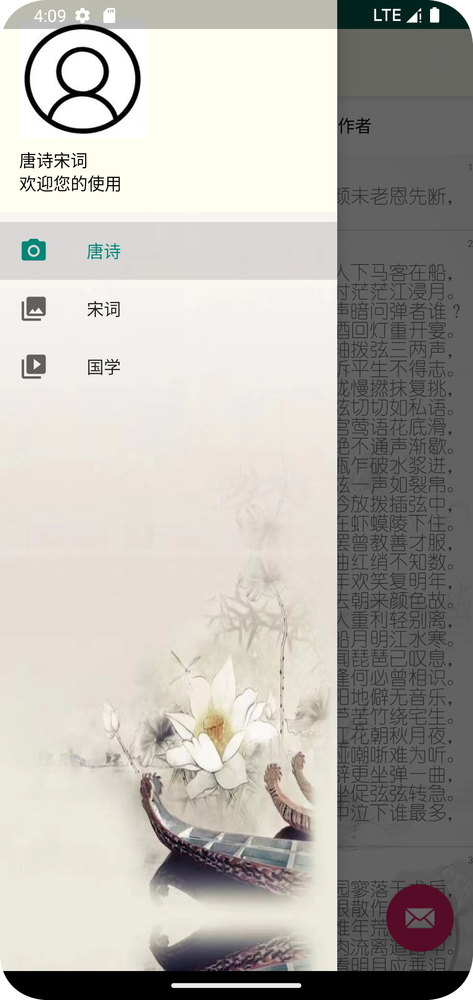 4:09
LTE
作者
唐诗宋词
欢迎您的使用
唐诗
宋词
国学
1
颜未老恩先断，
2
人下马客在船，
时茫茫江浸月。
声暗问弹者谁？
酒回灯重开宴。
轴拨弦三两声，
诉平生不得志。
拢慢撚抹复挑，
弦切切如私语。
官莺语花底滑，
绝不通声渐歇。
瓶乍破水浆迸，
弦一声如裂帛。
吟放拨插弦中，
在虾蟆陵下住。
罢曾教善才服，
曲红绡不知数。
年欢笑复明年，
去朝来颜色故。
人重利轻别离，
船月明江水寒。
闻琵琶已叹息，
逢何必曾相识。
阳地僻无音乐，
芦苦竹绕宅生。
江花朝秋月夜，
哑嘲哳难为听。
辞更坐弹一曲，
坐促弦弦转急。
中泣下谁最多，
3
园寥落干戈后，
根散作
难年荒
肉流离道路中。
看明月应垂泪